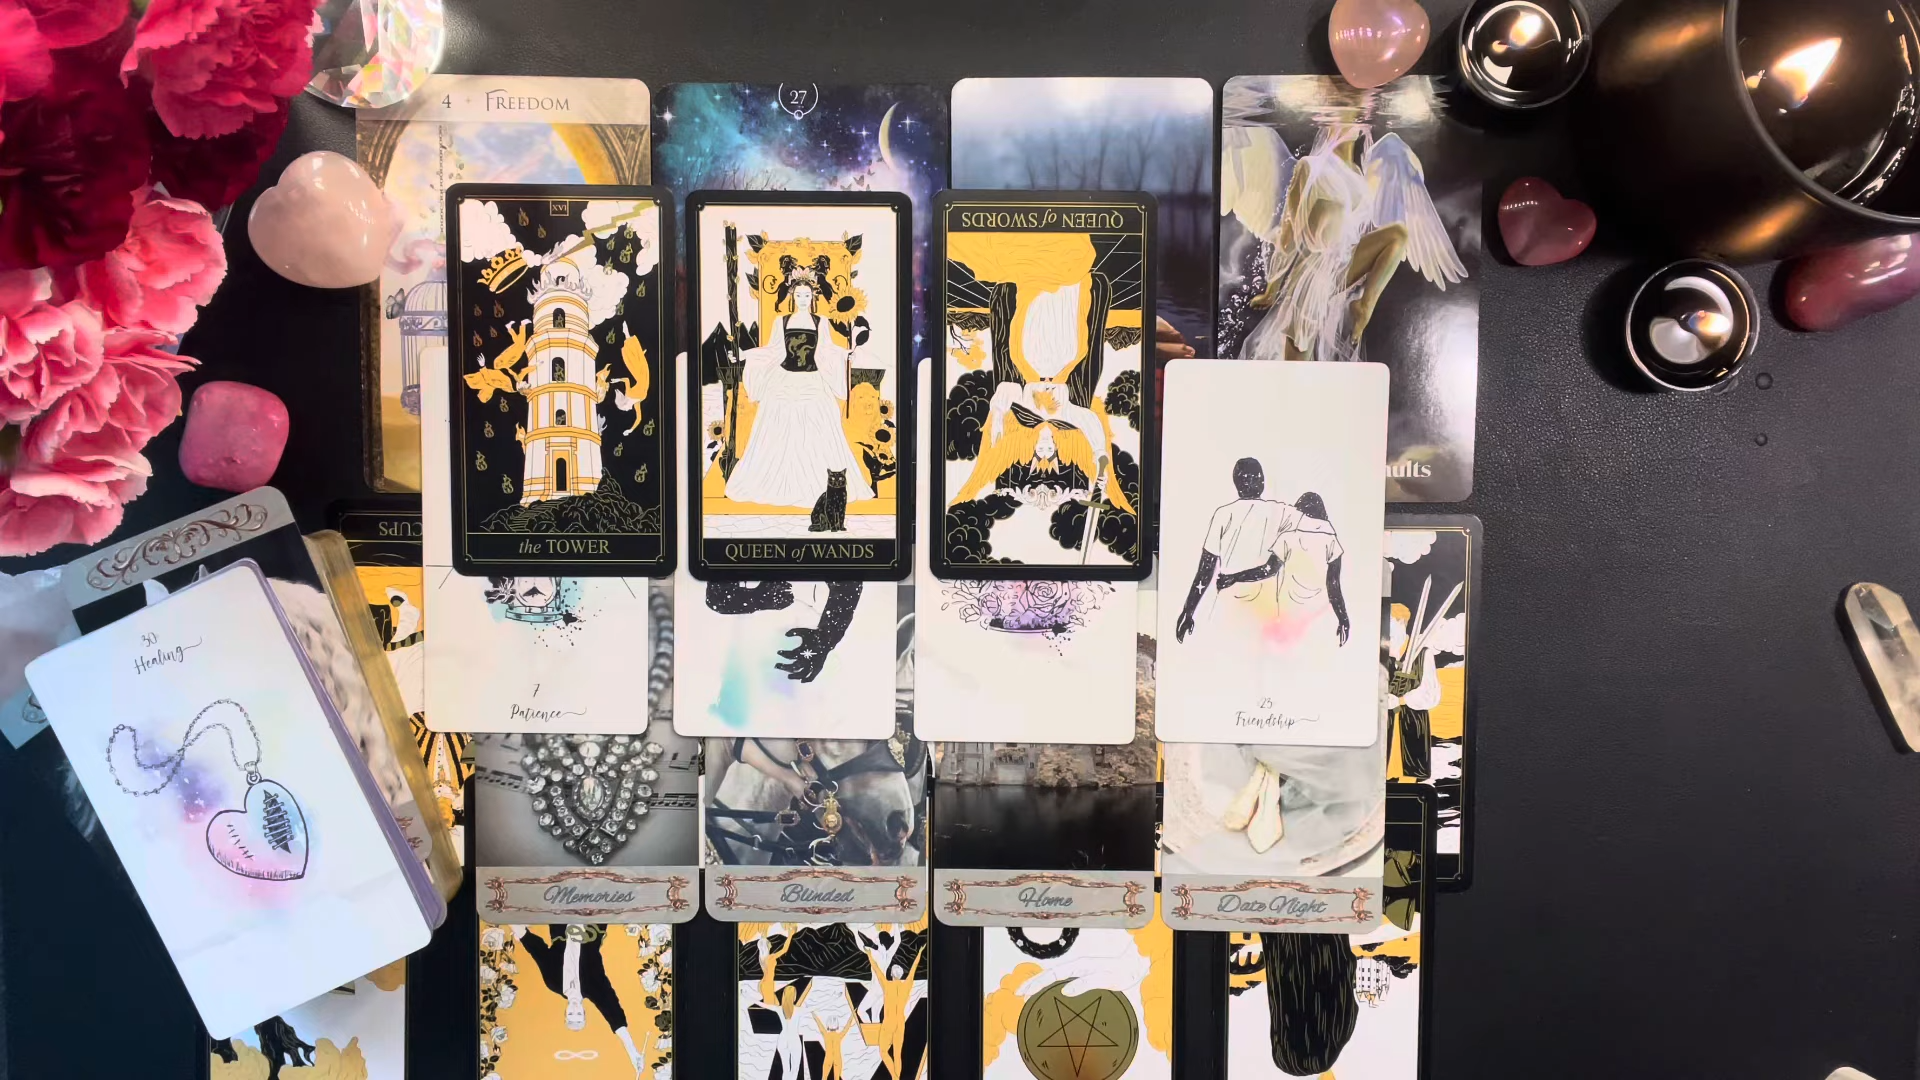 4 FREEDOM
27
XVI
QUEEN of SWORDS
the TOWER
QUEEN of WANDS
CUPS
30
Healing
7
Patience
23
Friendship
Memories
Blinded
Home
Date Night